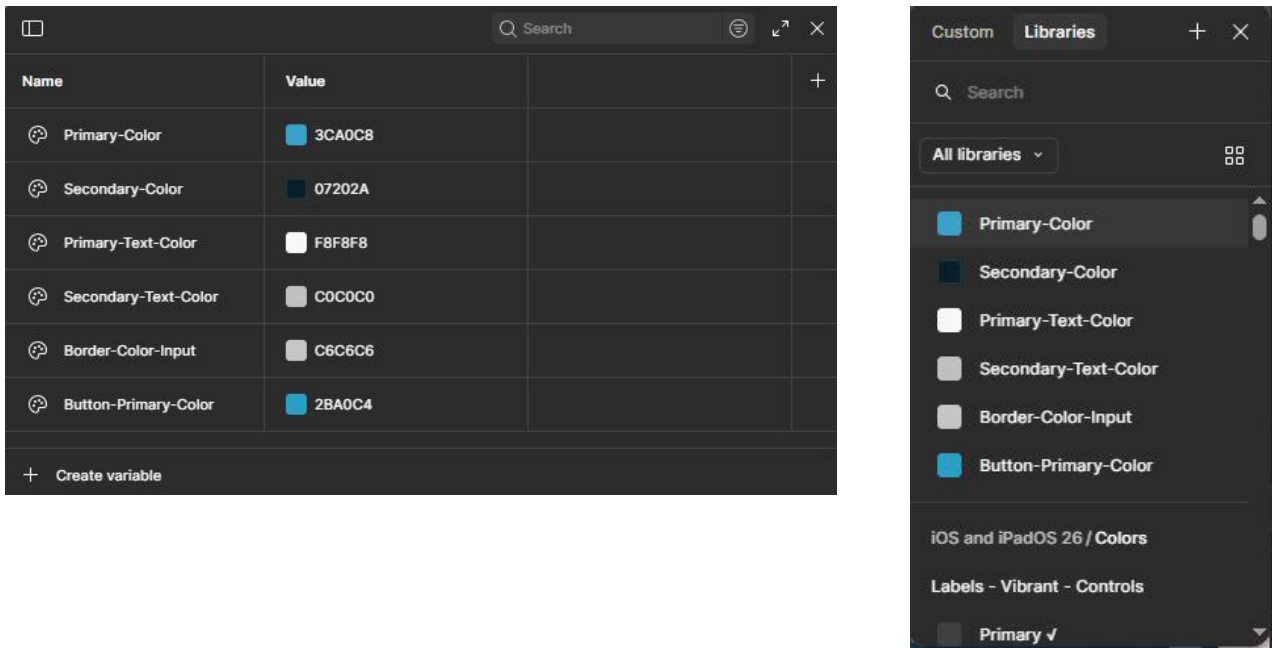 Search
Name Value
Primary-Color 3CA0C8
Secondary-Color 07202A
Primary-Text-Color F8F8F8
Secondary-Text-Color C0C0C0
Border-Color-Input C6C6C6
Button-Primary-Color 2BA0C4
+ Create variable
Custom Libraries
Search
All libraries
Primary-Color
Secondary-Color
Primary-Text-Color
Secondary-Text-Color
Border-Color-Input
Button-Primary-Color
iOS and iPadOS 26 / Colors
Labels - Vibrant - Controls
Primary √